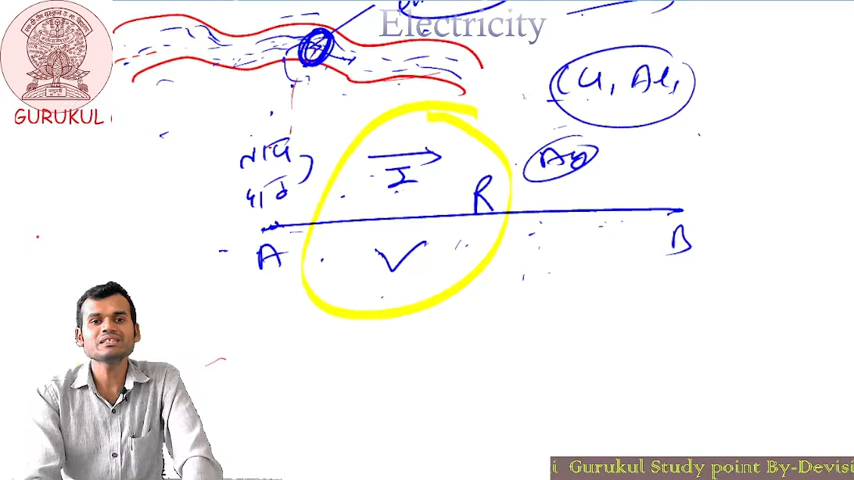 Electricity
GURUKUL
Cu, Al,
Ag
I
R
A
V
B
i Gurukul Study point By-Devisi